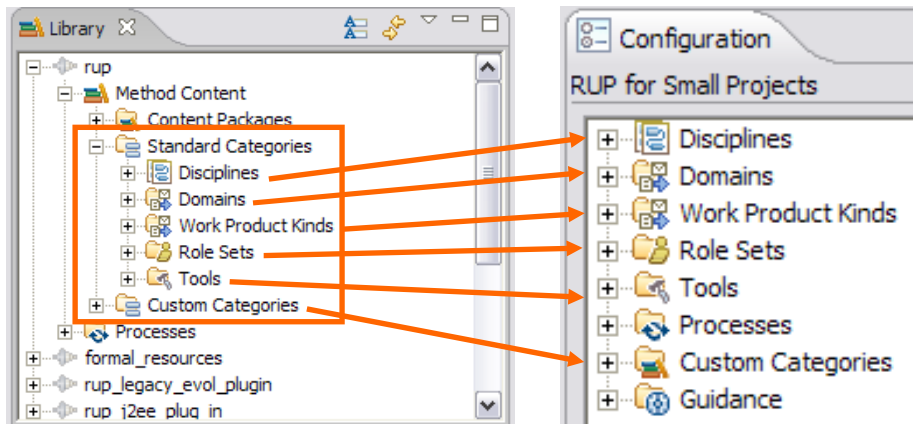 Library
rup
Method Content
Content Packages
Standard Categories
Disciplines
Domains
Work Product Kinds
Role Sets
Tools
Custom Categories
Processes
formal_resources
rup_legacy_evol_plugin
rup_j2ee_plug_in
Configuration
RUP for Small Projects
Disciplines
Domains
Work Product Kinds
Role Sets
Tools
Processes
Custom Categories
Guidance